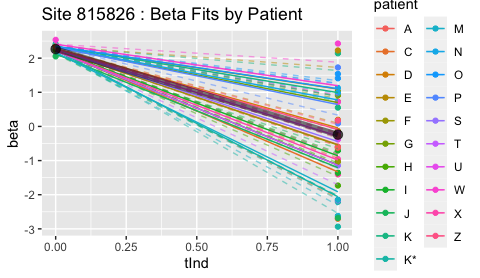 Site 815826 : Beta Fits by Patient
patient
A M
C N
D O
E P
F S
G T
H U
I W
J X
K Z
K*
2
1
0
-1
-2
-3
beta
0.00 0.25 0.50 0.75 1.00
tInd